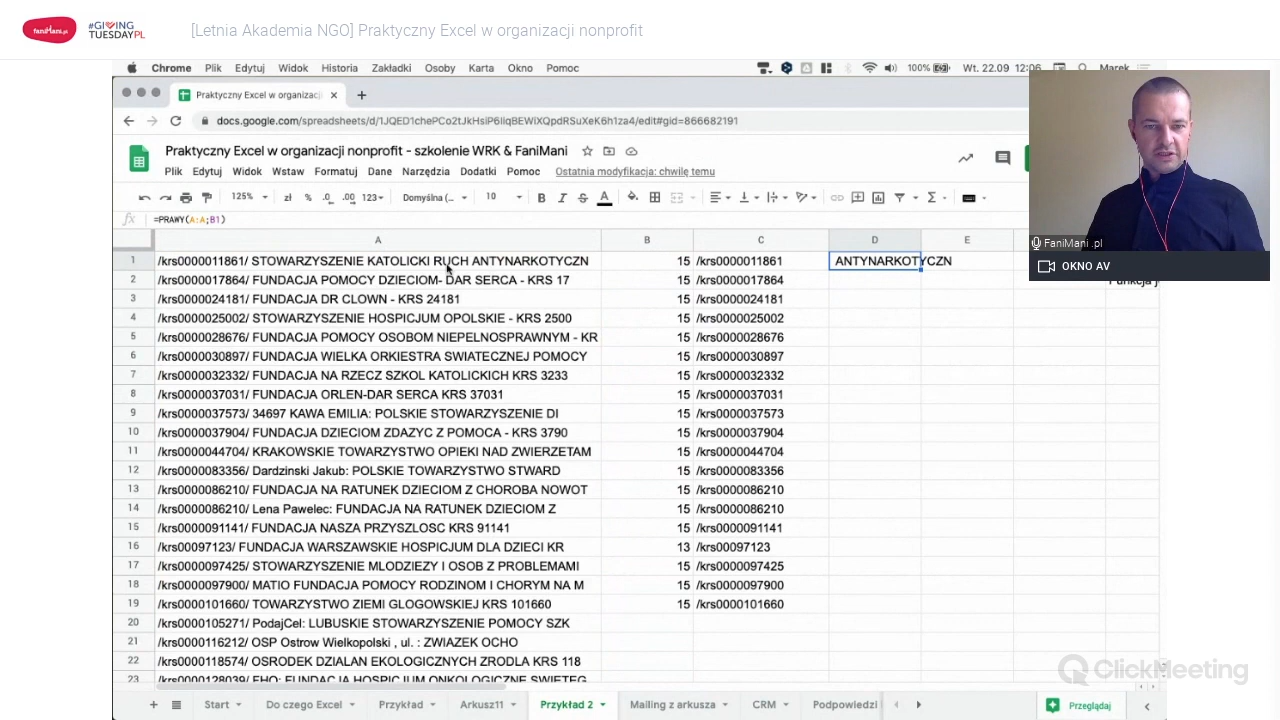 faniMani.pl
#GIVING
TUESDAYPL
[Letnia Akademia NGO] Praktyczny Excel w organizacji nonprofit
Chrome Plik Edytuj Widok Historia Zakładki Osoby Karta Okno Pomoc
100% Wt. 22.09 12:06 Marek
Praktyczny Excel w organizacj
docs.google.com/spreadsheets/d/1JQED1chePCo2tJkHsiP6IIqBEWiXQpdRSuXeK6h1za4/edit#gid=866682191
Praktyczny Excel w organizacji nonprofit - szkolenie WRK & FaniMani
Plik Edytuj Widok Wstaw Formatuj Dane Narzędzia Dodatki Pomoc Ostatnia modyfikacja: chwilę temu
125% zł % .0 .00 123 Domyślna (... 10 B I S A
fx =PRAWY(A:A;B1)
A B C D E
1 /krs0000011861/ STOWARZYSZENIE KATOLICKI RUCH ANTYNARKOTYCZN 15 /krs0000011861 ANTYNARKOTYCZN
2 /krs0000017864/ FUNDACJA POMOCY DZIECIOM- DAR SERCA - KRS 17 15 /krs0000017864
3 /krs0000024181/ FUNDACJA DR CLOWN - KRS 24181 15 /krs0000024181
4 /krs0000025002/ STOWARZYSZENIE HOSPICJUM OPOLSKIE - KRS 2500 15 /krs0000025002
5 /krs0000028676/ FUNDACJA POMOCY OSOBOM NIEPELNOSPRAWNYM - KR 15 /krs0000028676
6 /krs0000030897/ FUNDACJA WIELKA ORKIESTRA SWIATECZNEJ POMOCY 15 /krs0000030897
7 /krs0000032332/ FUNDACJA NA RZECZ SZKOL KATOLICKICH KRS 3233 15 /krs0000032332
8 /krs0000037031/ FUNDACJA ORLEN-DAR SERCA KRS 37031 15 /krs0000037031
9 /krs0000037573/ 34697 KAWA EMILIA: POLSKIE STOWARZYSZENIE DI 15 /krs0000037573
10 /krs0000037904/ FUNDACJA DZIECIOM ZDAZYC Z POMOCA - KRS 3790 15 /krs0000037904
11 /krs0000044704/ KRAKOWSKIE TOWARZYSTWO OPIEKI NAD ZWIERZETAM 15 /krs0000044704
12 /krs0000083356/ Dardzinski Jakub: POLSKIE TOWARZYSTWO STWARD 15 /krs0000083356
13 /krs0000086210/ FUNDACJA NA RATUNEK DZIECIOM Z CHOROBA NOWOT 15 /krs0000086210
14 /krs0000086210/ Lena Pawelec: FUNDACJA NA RATUNEK DZIECIOM Z 15 /krs0000086210
15 /krs0000091141/ FUNDACJA NASZA PRZYSZLOSC KRS 91141 15 /krs0000091141
16 /krs00097123/ FUNDACJA WARSZAWSKIE HOSPICJUM DLA DZIECI KR 13 /krs00097123
17 /krs0000097425/ STOWARZYSZENIE MLODZIEZY I OSOB Z PROBLEMAMI 15 /krs0000097425
18 /krs0000097900/ MATIO FUNDACJA POMOCY RODZINOM I CHORYM NA M 15 /krs0000097900
19 /krs0000101660/ TOWARZYSTWO ZIEMI GLOGOWSKIEJ KRS 101660 15 /krs0000101660
20 /krs0000105271/ PodajCel: LUBUSKIE STOWARZYSZENIE POMOCY SZK
21 /krs0000116212/ OSP Ostrow Wielkopolski , ul. : ZWIAZEK OCHO
22 /krs0000118574/ OSRODEK DZIALAN EKOLOGICZNYCH ZRODLA KRS 118
23 /krs0000128039/ EHO: FUNDACJA HOSPICJUM ONKOLOGICZNE SWIETEG
FaniMani .pl
OKNO AV
Funkcja
Start Do czego Excel Przykład Arkusz11 Przykład 2 Mailing z arkusza CRM Podpowiedzi Przeglądaj
ClickMeeting